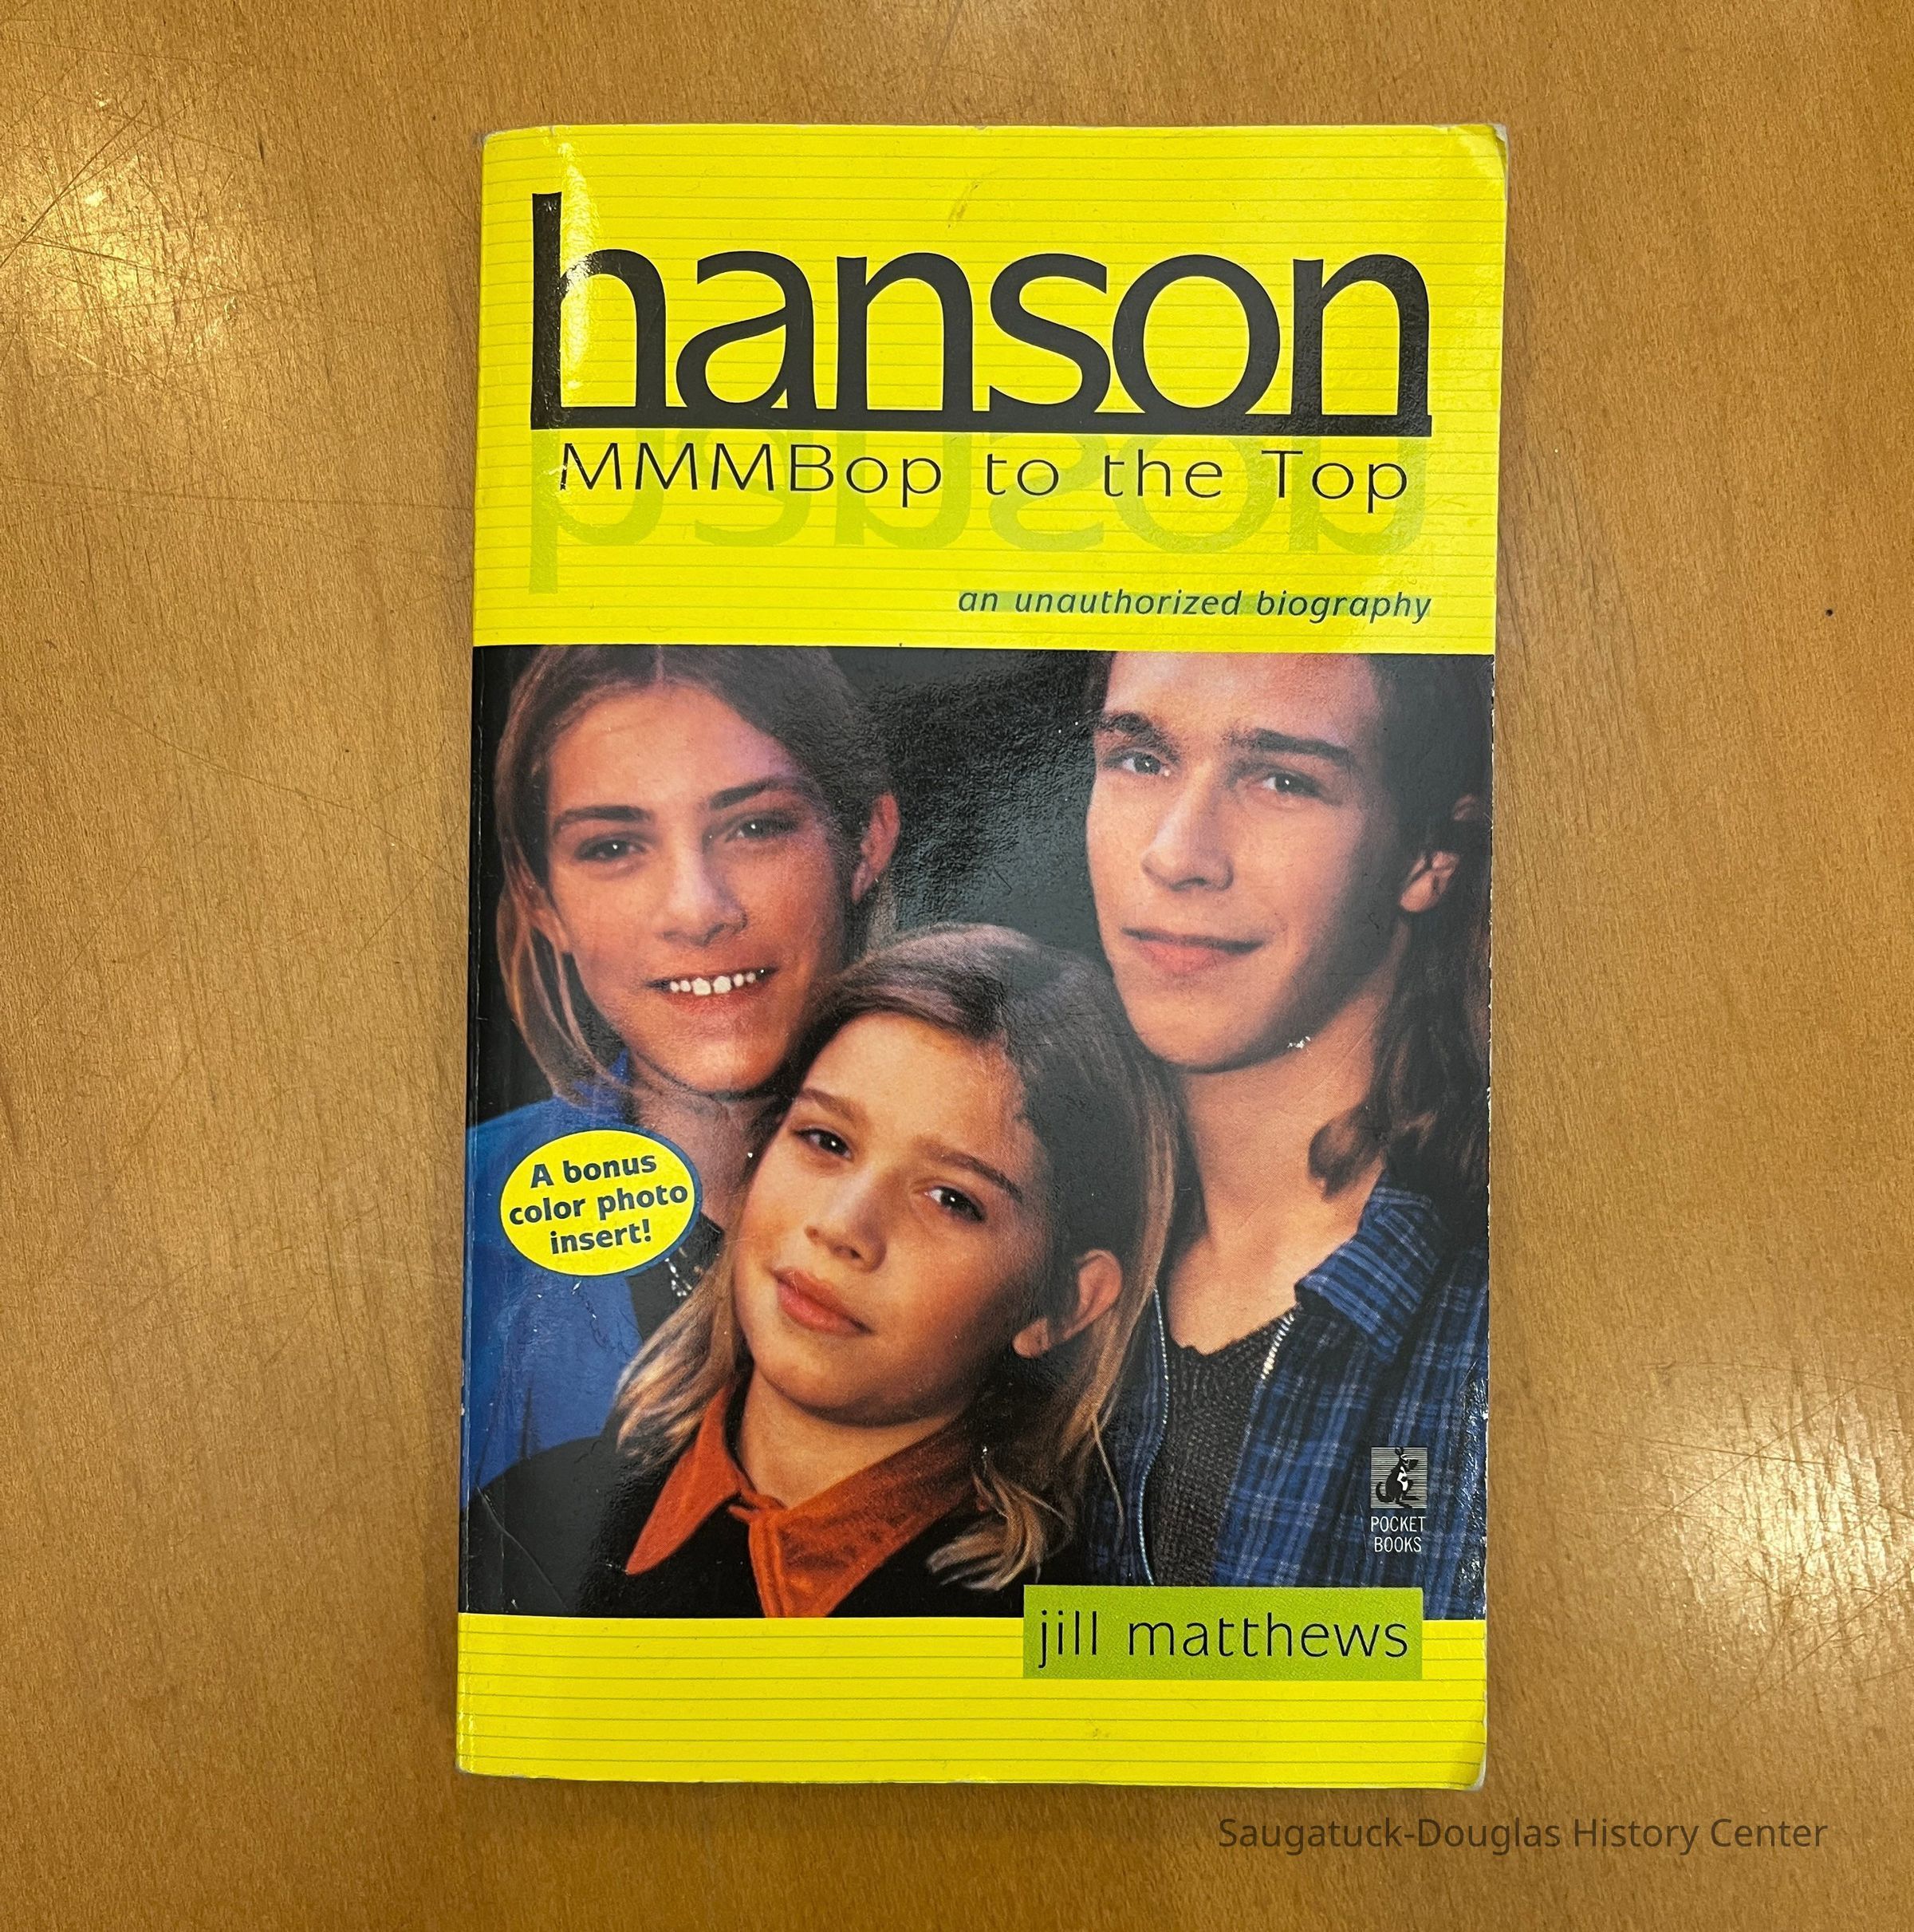 hanson
MMMBop to the Top
an unauthorized biography
A bonus
color photo
insert!
POCKET
BOOKS
jill matthews
Saugatuck-Douglas History Center